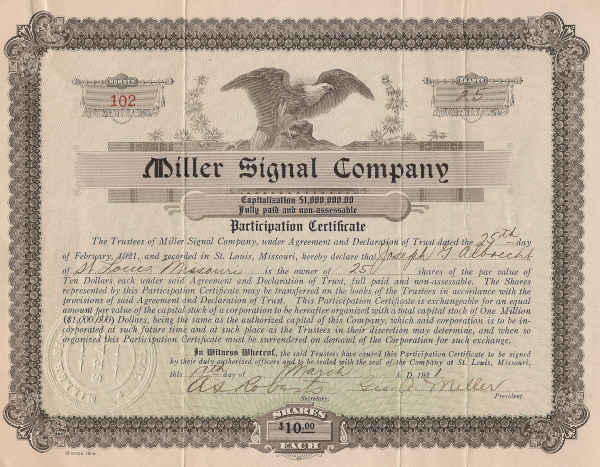 NUMBER
102
SHARES
25
Miller Signal Company
Capitalization $1,000,000.00
Fully paid and non-assessable
Participation Certificate
The Trustees of Miller Signal Company, under Agreement and Declaration of Trust dated the 25th day
of February, 1921, and recorded in St. Louis, Missouri, hereby declare that Joseph G Albrecht
of St Louis Missouri is the owner of 25 shares of the par value of
Ten Dollars each under said Agreement and Declaration of Trust, full paid and non-assessable. The Shares
represented by this Participation Certificate may be transferred on the books of the Trustees in accordance with the
provisions of said Agreement and Declaration of Trust. This Participation Certificate is exchangeable for an equal
amount par value of the capital stock of a corporation to be hereafter organized with a total capital stock of One Million
($1,000,000) Dollars, being the same as the authorized capital of this Company, which said corporation is to be in-
corporated at such future time and at such place as the Trustees in their discretion may determine, and when so
organized this Participation Certificate must be surrendered on demand of the Corporation for such exchange.
In Witness Whereof, the said Trustees have caused this Participation Certificate to be signed
by their duly authorized officers and to be sealed with the seal of the Company at St. Louis, Missouri,
this day of March D. 192
A S Roberts Miller
Secretary. President.
SHARES
$10.00
EACH